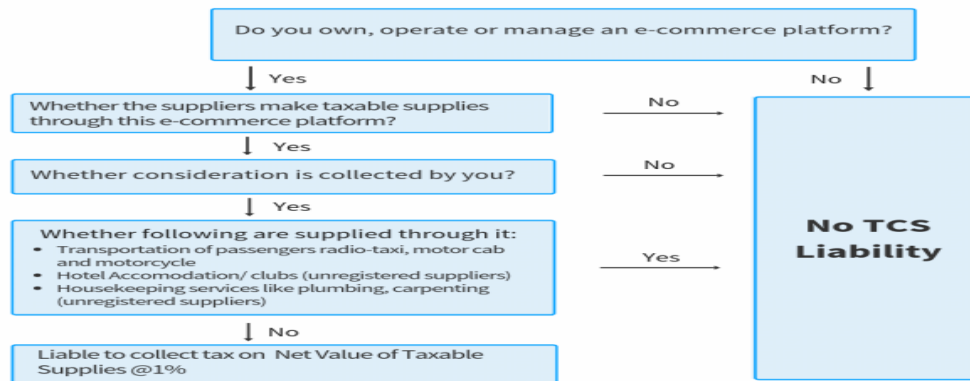 Do you own, operate or manage an e-commerce platform?
Yes
No
Whether the suppliers make taxable supplies
through this e-commerce platform?
No
Yes
Whether consideration is collected by you?
No
Yes
Whether following are supplied through it:
• Transportation of passengers radio-taxi, motor cab
and motorcycle
• Hotel Accomodation/ clubs (unregistered suppliers)
• Housekeeping services like plumbing, carpenting
(unregistered suppliers)
Yes
No TCS
Liability
No
Liable to collect tax on Net Value of Taxable
Supplies @1%